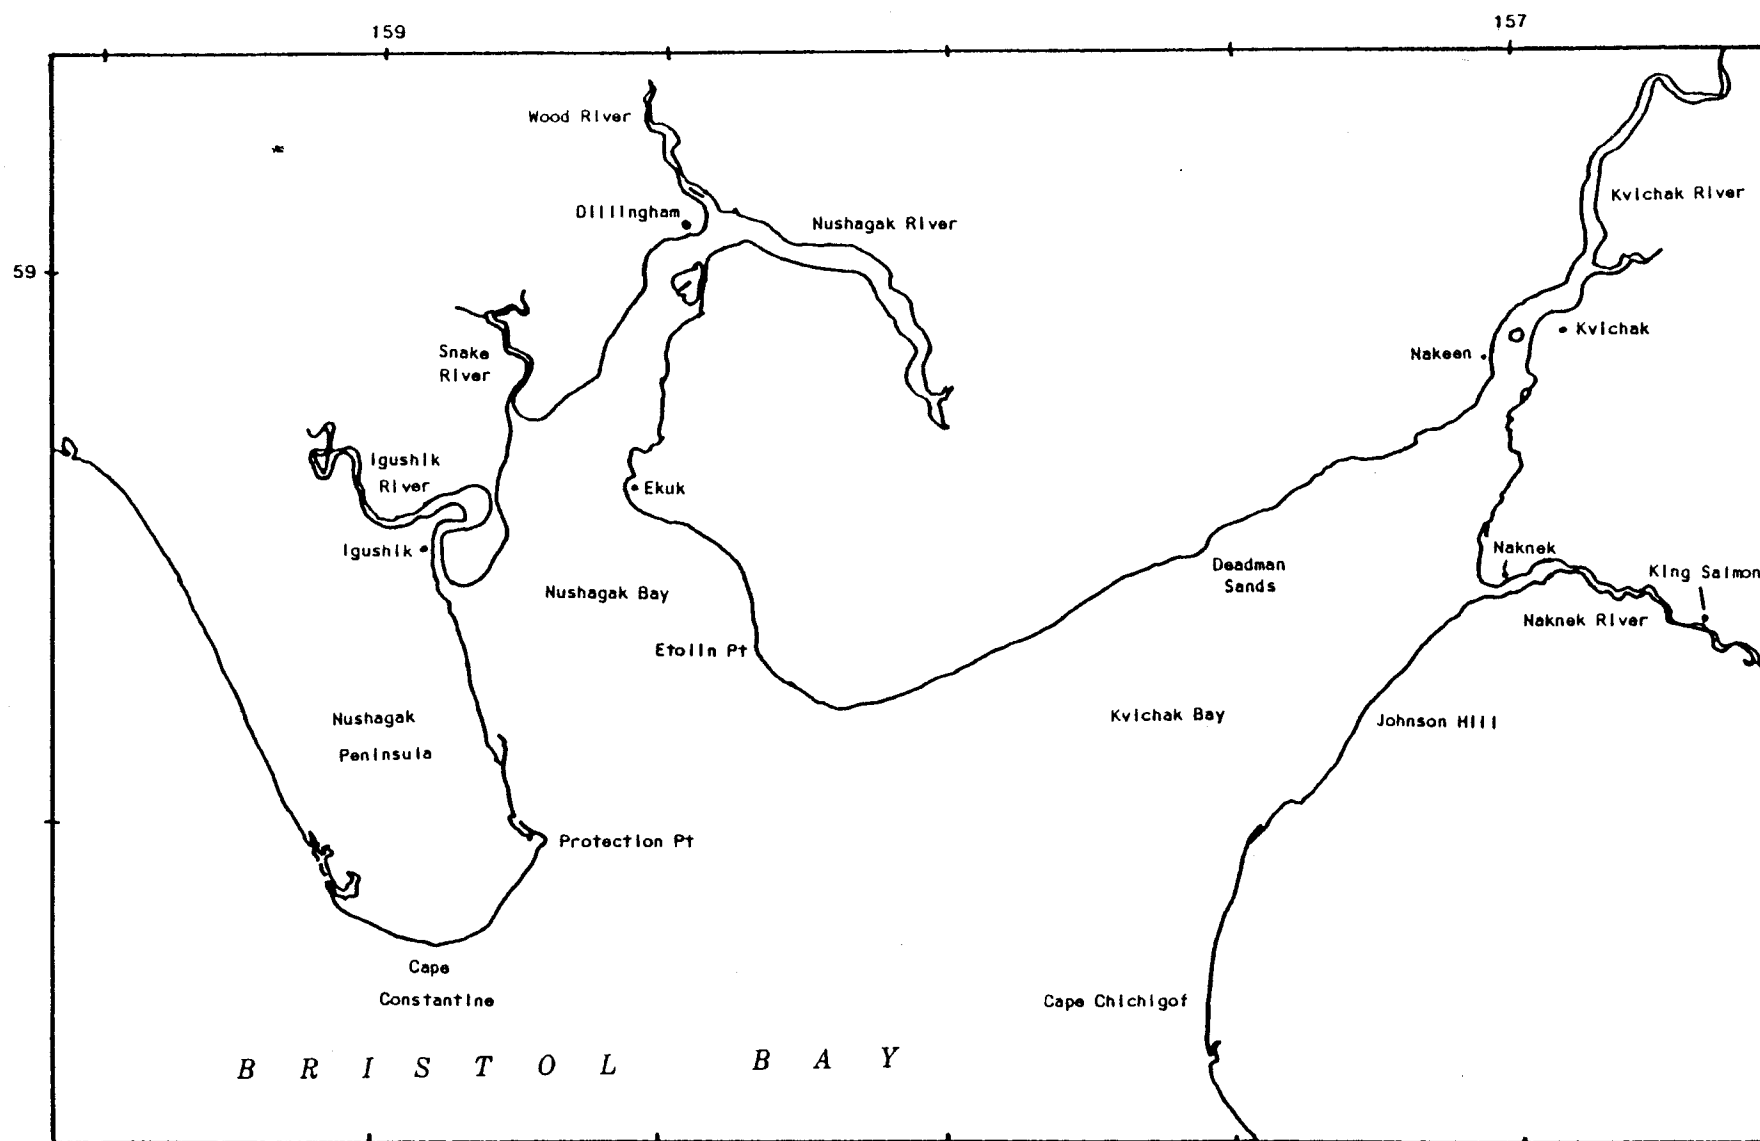 159
157
Wood River
Kvichak River
Dillingham
Nushagak River
59
Kvichak
Snake
River
Nakeen
Igushik
River
Ekuk
Igushik
Naknek
Deadman
Sands
King Salmon
Nushagak Bay
Naknek River
Etolin Pt
Nushagak
Peninsula
Kvichak Bay
Johnson Hill
Protection Pt
Cape
Constantine
Cape Chichigof
BRISTOL BAY